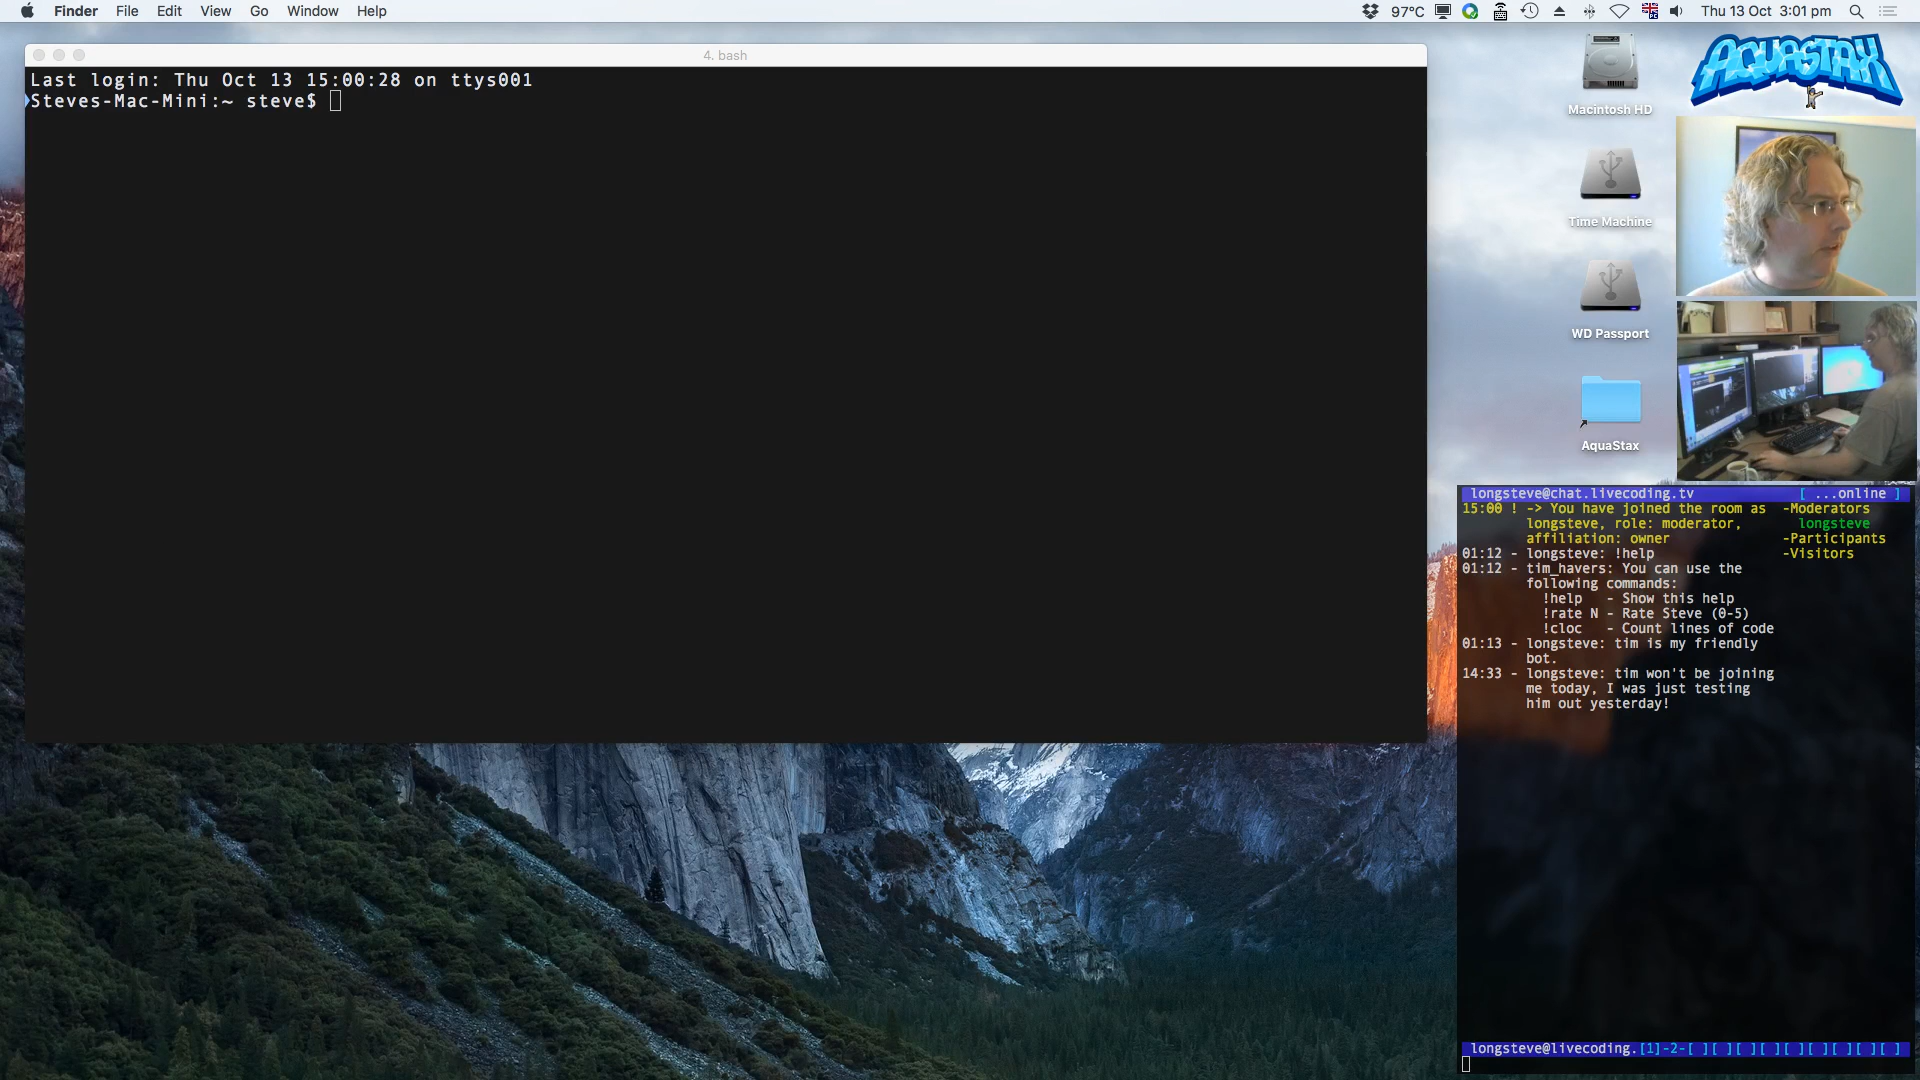 Finder File Edit View Go Window Help
97°C Thu 13 Oct 3:01 pm
4. bash
Last login: Thu Oct 13 15:00:28 on ttys001
Steves-Mac-Mini:~ steve$
Macintosh HD
Time Machine
WD Passport
AquaStax
AQUASTAX
longsteve@chat.livecoding.tv [ ...online ]
15:00 ! -> You have joined the room as
longsteve, role: moderator,
affiliation: owner
01:12 - longsteve: !help
01:12 - tim_havers: You can use the
following commands:
!help - Show this help
!rate N - Rate Steve (0-5)
!cloc - Count lines of code
01:13 - longsteve: tim is my friendly
bot.
14:33 - longsteve: tim won't be joining
me today, I was just testing
him out yesterday!
-Moderators
longsteve
-Participants
-Visitors
longsteve@livecoding.[1]-2-[ ][ ][ ][ ][ ][ ][ ][ ][ ]